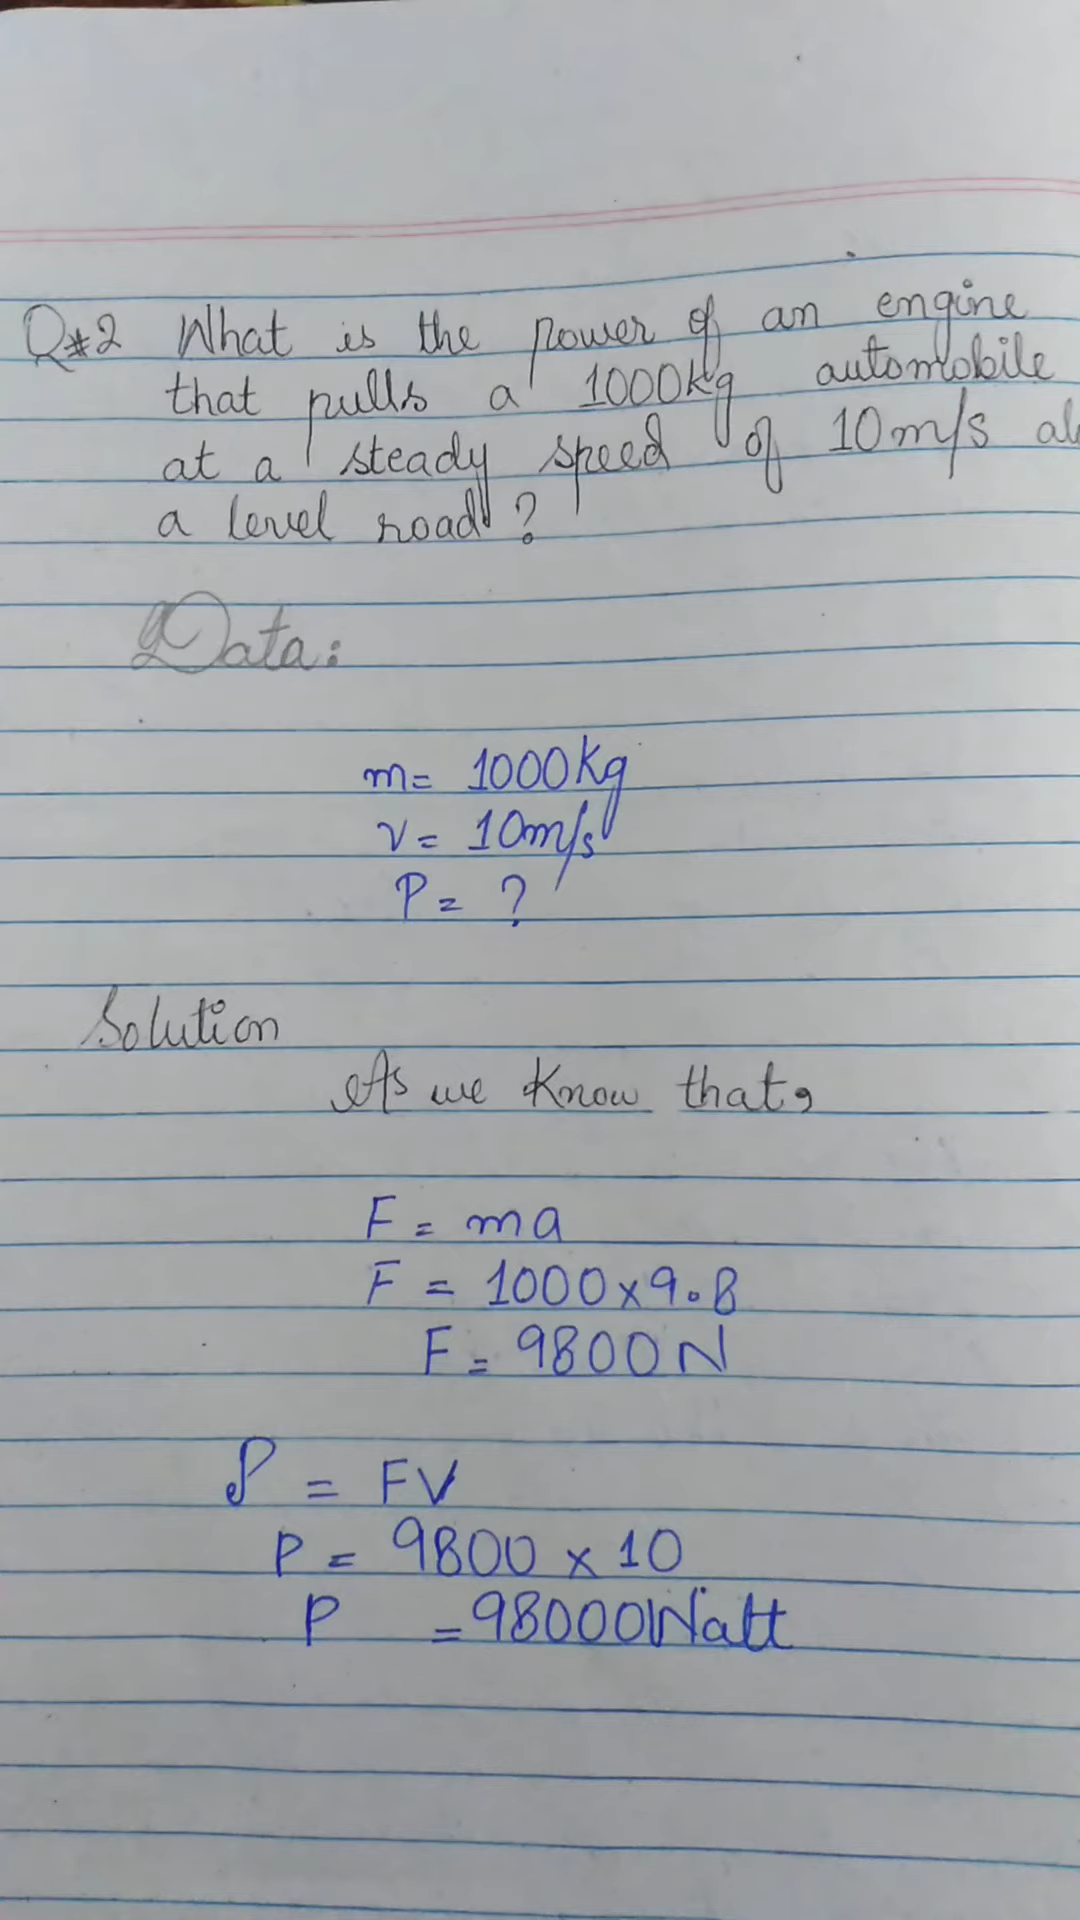 Q#2 What is the power of an engine
that pulls a 1000kg automobile
at a steady speed of 10m/s al
a level road?
Data:
m= 1000kg
v= 10m/s
P= ?
Solution
As we know that,
F = ma
F = 1000x9.8
F= 9800N
P = FV
P = 9800 x 10
P =98000Watt